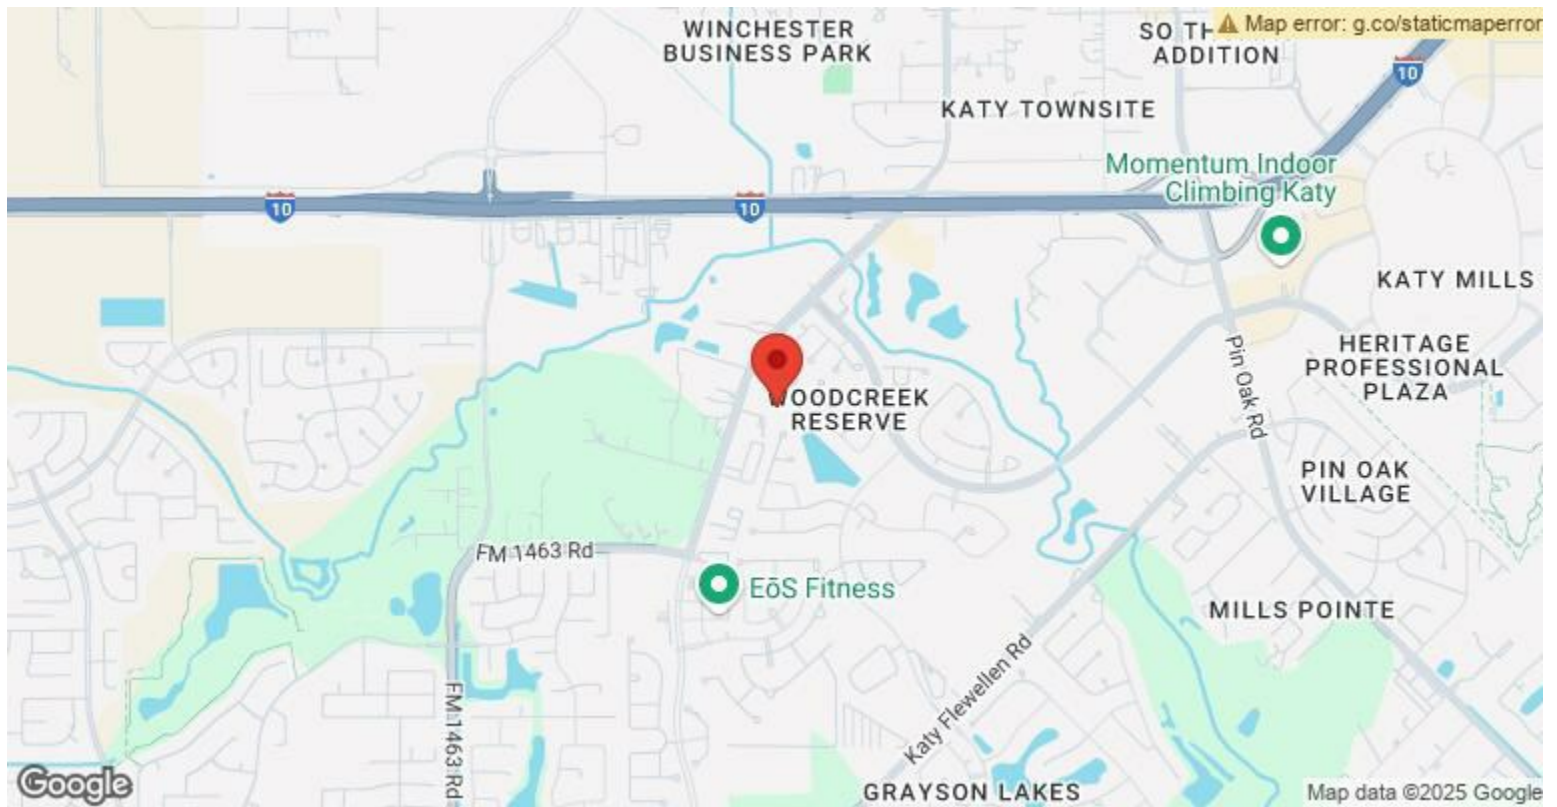 WINCHESTER
BUSINESS PARK
SO TH
ADDITION
Map error: g.co/staticmaperror
10
KATY TOWNSITE
Momentum Indoor
Climbing Katy
10
10
KATY MILLS
HERITAGE
PROFESSIONAL
PLAZA
Pin Oak Rd
WOODCREEK
RESERVE
PIN OAK
VILLAGE
FM 1463 Rd
EōS Fitness
MILLS POINTE
Katy Flewellen Rd
FM 1463 Rd
GRAYSON LAKES
Google
Map data ©2025 Google